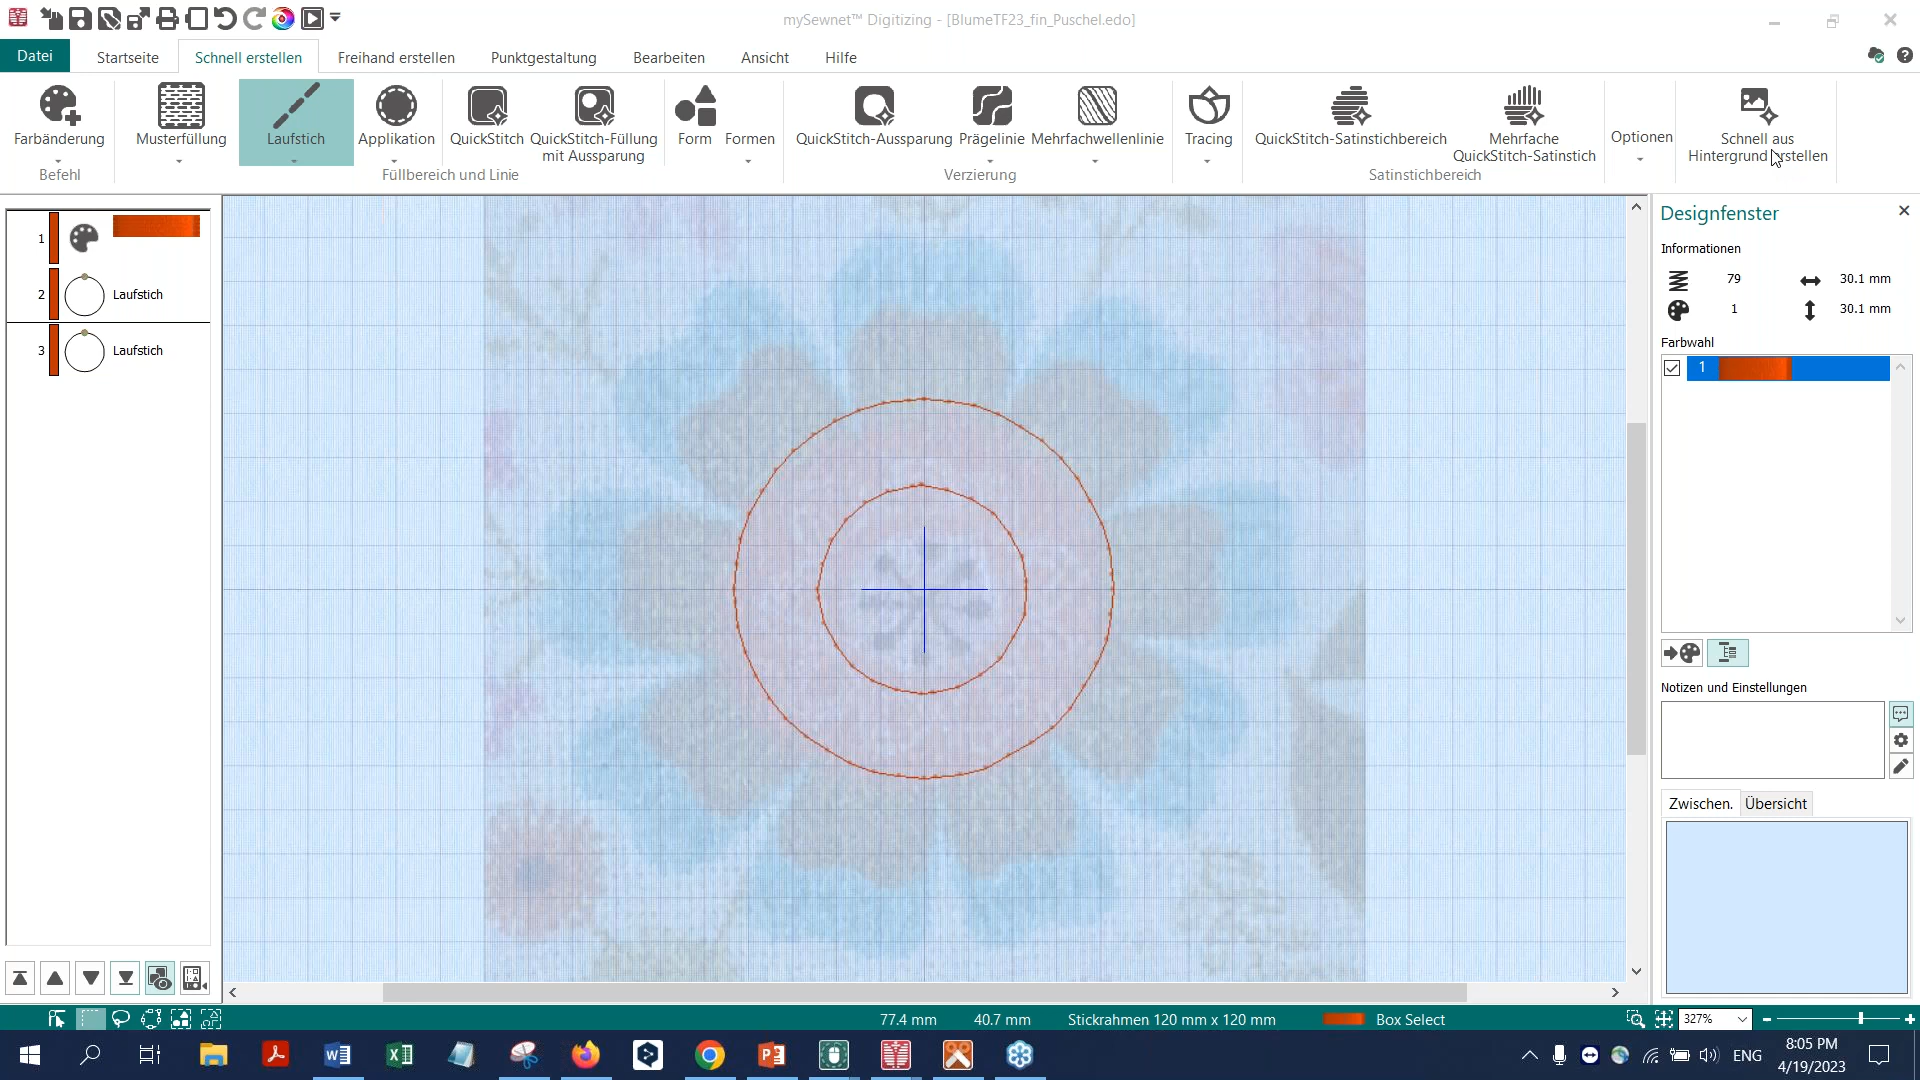 mySewnet™ Digitizing - [BlumeTF23_fin_Puschel.edo]
Datei Startseite Schnell erstellen Freihand erstellen Punktgestaltung Bearbeiten Ansicht Hilfe
Farbänderung Musterfüllung Laufstich Applikation QuickStitch QuickStitch-Füllung mit Aussparung Form Formen QuickStitch-Aussparung Prägelinie Mehrfachwellenlinie Tracing QuickStitch-Satinstichbereich Mehrfache QuickStitch-Satinstich Optionen Schnell aus Hintergrund erstellen
Befehl Füllbereich und Linie Verzierung Satinstichbereich
1
2 Laufstich
3 Laufstich
Designfenster
Informationen
79 30.1 mm
1 30.1 mm
Farbwahl
1
Notizen und Einstellungen
Zwischen. Übersicht
77.4 mm 40.7 mm Stickrahmen 120 mm x 120 mm Box Select 327%
ENG
8:05 PM
4/19/2023